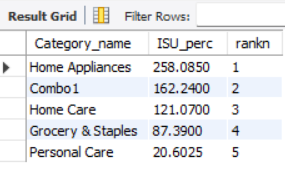 Result Grid Filter Rows:
Category_name ISU_perc rankn
Home Appliances 258.0850 1
Combo1 162.2400 2
Home Care 121.0700 3
Grocery & Staples 87.3900 4
Personal Care 20.6025 5